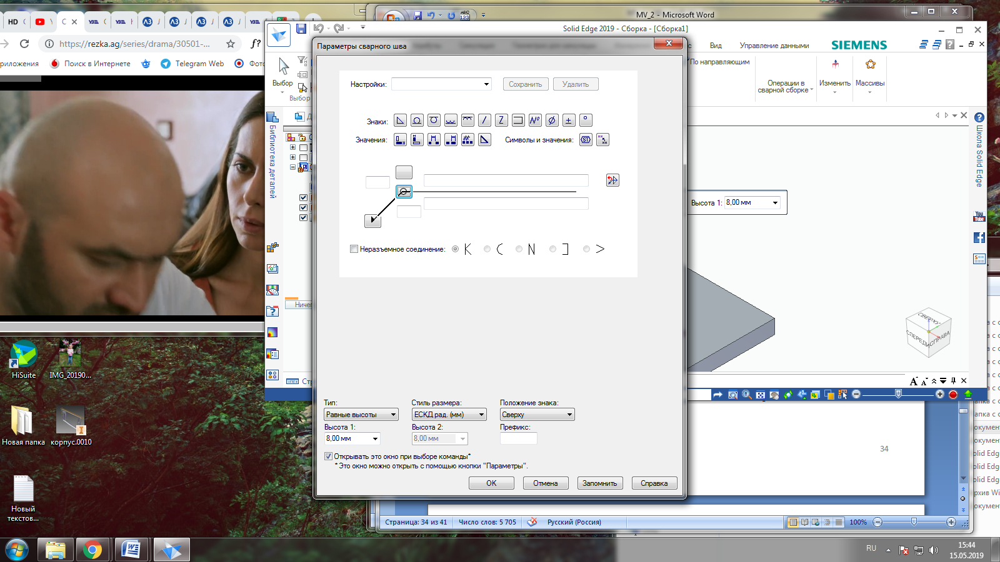 MV_2 - Microsoft Word
HD
Solid Edge 2019 - Сборка - [Сборка1]
https://rezka.ag/series/drama/30501-...
Поиск в Интернете
Telegram Web
Фото
Вид
Управление данными
SIEMENS
По направляющим
Выбор
Выбор
Операции в
сварной сборке
Изменить
Массивы
Библиотека деталей
Школа Solid Edge
Параметры сварного шва
Настройки:
Сохранить
Удалить
Знаки:
Значения:
Символы и значения:
Неразъемное соединение:
Высота 1: 8,00 мм
СВЕРХУ
СПЕРЕДИ
СПРАВА
Тип:
Стиль размера:
Положение знака:
Равные высоты
ЕСКД рад. (мм)
Сверху
Высота 1:
Высота 2:
Префикс:
8,00 мм
8,00 мм
Открывать это окно при выборе команды*
* Это окно можно открыть с помощью кнопки "Параметры".
OK
Отмена
Запомнить
Справка
HiSuite
IMG_20190...
Новая папка
корпус.0010
Новый
текстов...
34
Страница: 34 из 41
Число слов: 5 705
Русский (Россия)
100%
RU
15:44
15.05.2019